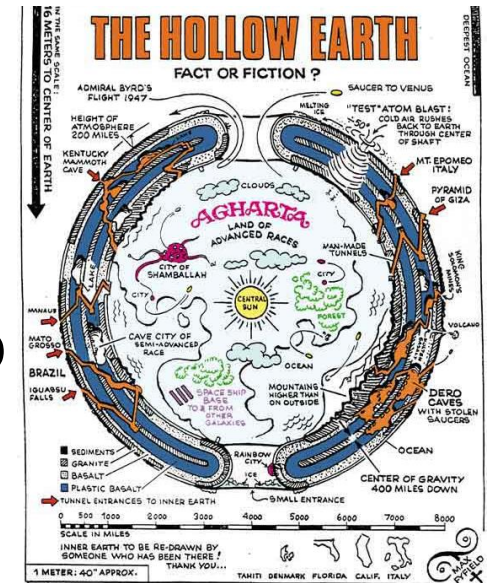 THE HOLLOW EARTH
FACT OR FICTION ?
IN THE SAME SCALE:
16 METERS TO CENTER OF EARTH
DEEPEST OCEAN
ADMIRAL BYRD'S
FLIGHT 1947
SAUCER TO VENUS
MELTING
ICE
"TEST" ATOM BLAST:
COLD AIR RUSHES
BACK TO EARTH
THROUGH CENTER
OF SHAFT
50°
HEIGHT OF
ATMOSPHERE
200 MILES
KENTUCKY
MAMMOTH
CAVE
MT. EPOMEO
ITALY
PYRAMID
OF GIZA
CLOUDS
AGHARTA
LAND OF
ADVANCED RACES
MAN-MADE
TUNNELS
KING
SOLOMON'S
MINES
CITY OF
SHAMBALLAH
CITY
CITY
LAKE
CENTRAL
SUN
FOREST
MANAUS
VOLCANO
MATO
GROSSO
CAVE CITY OF
SEMI-ADVANCED
RACE
BRAZIL
OCEAN
IGUASSU
FALLS
SPACE SHIP
BASE
TO & FROM
OTHER
GALAXIES
MOUNTAINS
HIGHER THAN
ON OUTSIDE
DERO
CAVES
WITH STOLEN
SAUCERS
OCEAN
SEDIMENTS
GRANITE
BASALT
PLASTIC BASALT
RAINBOW
CITY
ICE
CENTER OF GRAVITY
400 MILES DOWN
TUNNEL ENTRANCES TO INNER EARTH
SMALL ENTRANCE
0 500 1000 2000 3000 4000 5000 6000 7000 8000
SCALE IN MILES
INNER EARTH TO BE RE-DRAWN BY
SOMEONE WHO HAS BEEN THERE!
THANK YOU...
1 METER: 40" APPROX.
TAHITI DENMARK FLORIDA CALIF. ITALY
MAX
FYFIELD